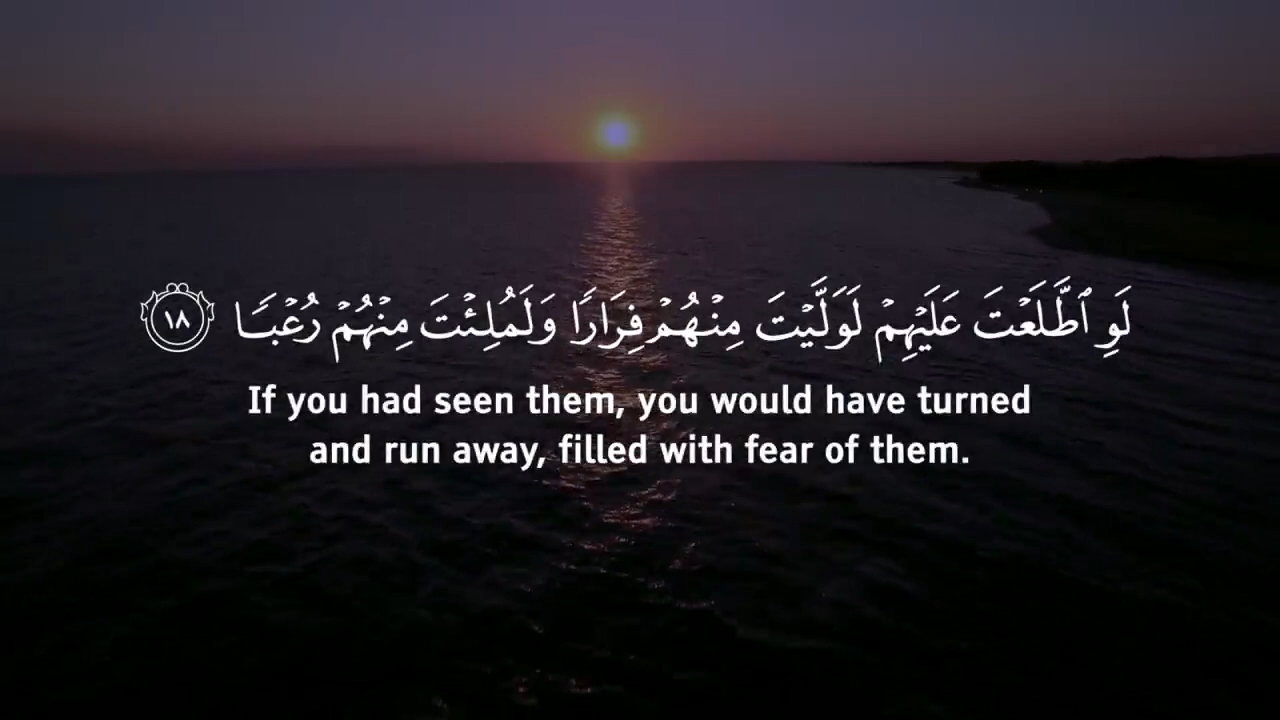 لَوِ ٱطَّلَعْتَ عَلَيْهِمْ لَوَلَّيْتَ مِنْهُمْ فِرَارًا وَلَمُلِئْتَ مِنْهُمْ رُعْبًا ١٨
If you had seen them, you would have turned
and run away, filled with fear of them.